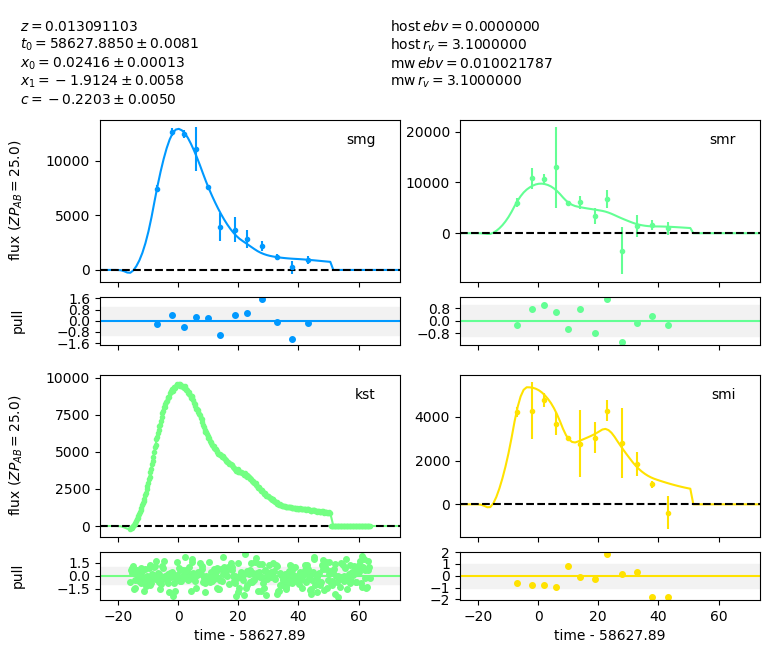 z = 0.013091103
t0 = 58627.8850 ± 0.0081
x0 = 0.02416 ± 0.00013
x1 = −1.9124 ± 0.0058
c = −0.2203 ± 0.0050
host ebv = 0.0000000
host rv = 3.1000000
mw ebv = 0.010021787
mw rv = 3.1000000
flux (ZPAB = 25.0)
10000
5000
0
smg
20000
10000
0
smr
pull
1.6
0.8
0.0
−0.8
−1.6
0.8
0.0
−0.8
flux (ZPAB = 25.0)
10000
7500
5000
2500
0
kst
4000
2000
0
smi
pull
1.5
0.0
−1.5
2
1
0
−1
−2
−20 0 20 40 60
−20 0 20 40 60
time - 58627.89
time - 58627.89